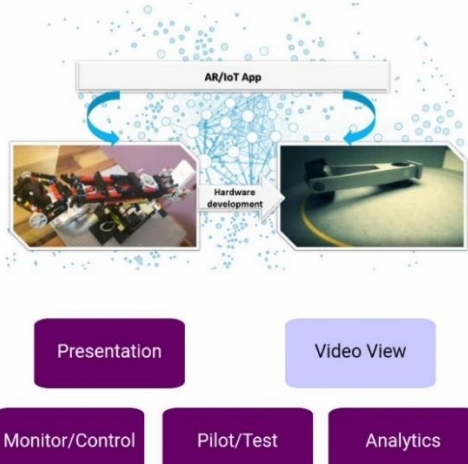 AR/IoT App
Hardware
development
Presentation
Video View
Monitor/Control
Pilot/Test
Analytics